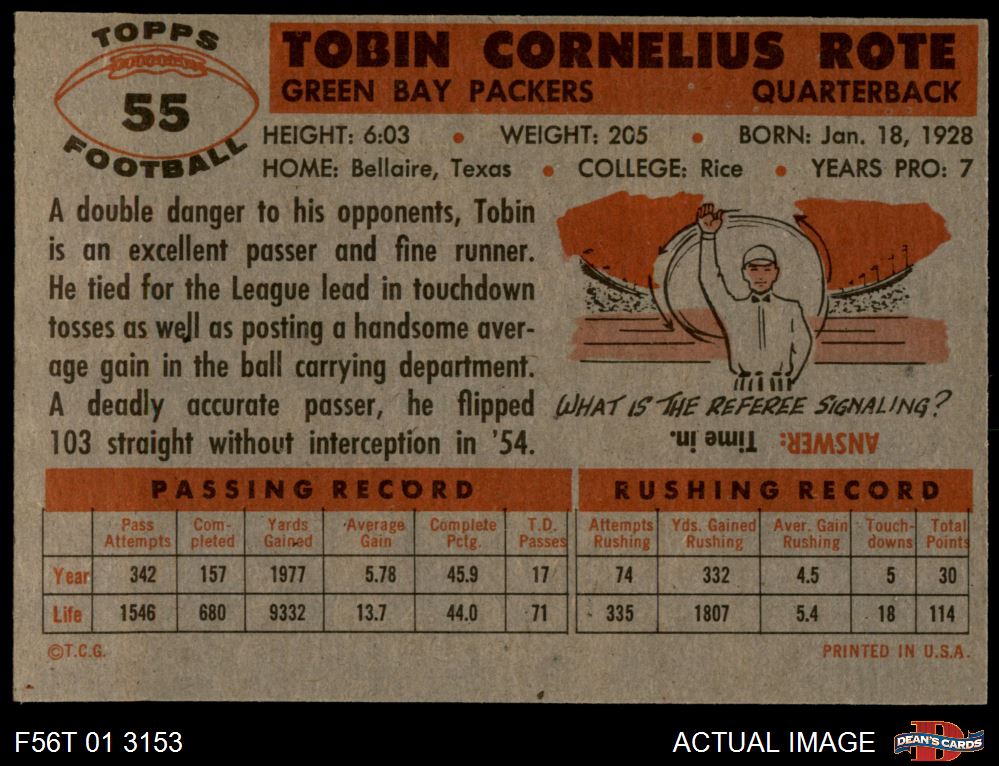 TOPPS
55
FOOTBALL
TOBIN CORNELIUS ROTE
GREEN BAY PACKERS QUARTERBACK
HEIGHT: 6:03 • WEIGHT: 205 • BORN: Jan. 18, 1928
HOME: Bellaire, Texas • COLLEGE: Rice • YEARS PRO: 7
A double danger to his opponents, Tobin
is an excellent passer and fine runner.
He tied for the League lead in touchdown
tosses as well as posting a handsome aver-
age gain in the ball carrying department.
A deadly accurate passer, he flipped
103 straight without interception in '54.
WHAT IS THE REFEREE SIGNALING?
ANSWER: Time in.
PASSING RECORD
Pass Com- Yards Average Complete T.D.
Attempts pleted Gained Gain Pctg. Passes
Year 342 157 1977 5.78 45.9 17
Life 1546 680 9332 13.7 44.0 71
RUSHING RECORD
Attempts Yds. Gained Aver. Gain Touch- Total
Rushing Rushing Rushing downs Points
74 332 4.5 5 30
335 1807 5.4 18 114
©T.C.G. PRINTED IN U.S.A.
F56T 01 3153 ACTUAL IMAGE DEAN'S CARDS